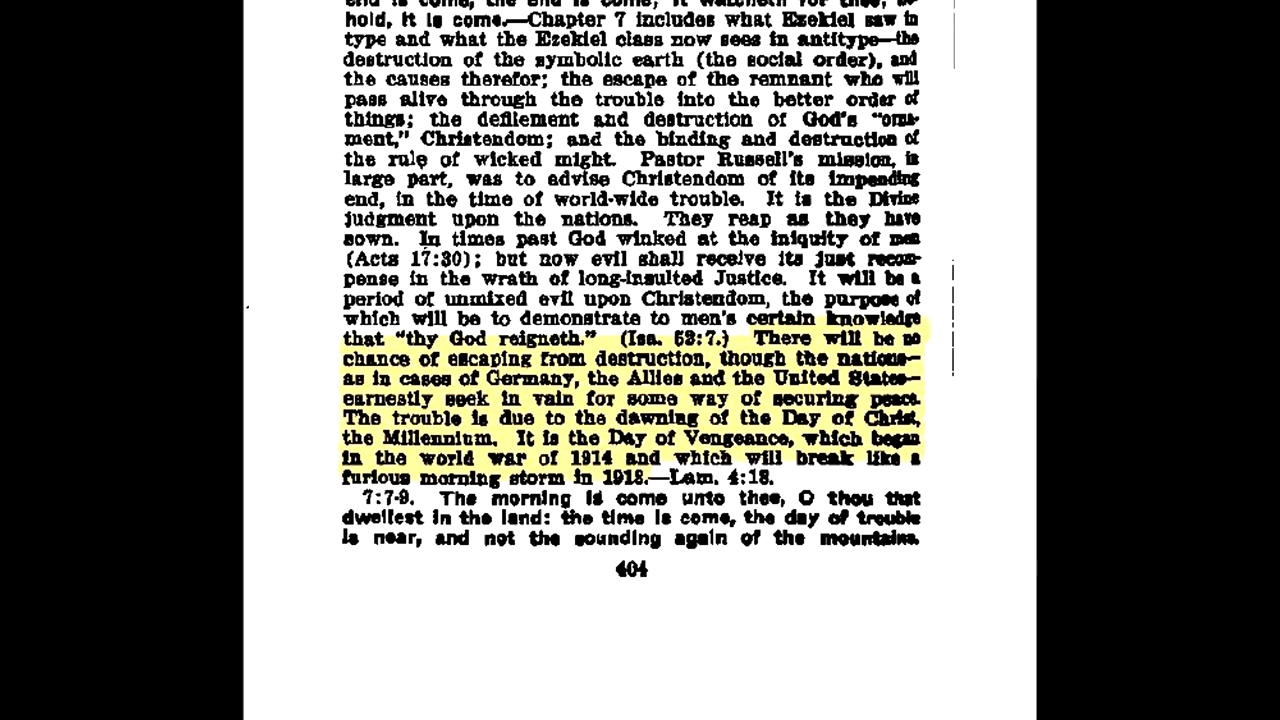 hold, it is come.—Chapter 7 includes what Ezekiel saw in
type and what the Ezekiel class now sees in antitype—the
destruction of the symbolic earth (the social order), and
the causes therefor; the escape of the remnant who will
pass alive through the trouble into the better order of
things; the defilement and destruction of God's "orna-
ment," Christendom; and the binding and destruction of
the rule of wicked might. Pastor Russell's mission, in
large part, was to advise Christendom of its impending
end, in the time of world-wide trouble. It is the Divine
judgment upon the nations. They reap as they have
sown. In times past God winked at the iniquity of men
(Acts 17:30); but now evil shall receive its just recom-
pense in the wrath of long-insulted Justice. It will be a
period of unmixed evil upon Christendom, the purpose of
which will be to demonstrate to men's certain knowledge
that "thy God reigneth." (Isa. 52:7.) There will be no
chance of escaping from destruction, though the nations—
as in cases of Germany, the Allies and the United States—
earnestly seek in vain for some way of securing peace.
The trouble is due to the dawning of the Day of Christ,
the Millennium. It is the Day of Vengeance, which began
in the world war of 1914 and which will break like a
furious morning storm in 1918.—Lam. 4:18.
7:7-9. The morning is come unto thee, O thou that
dwellest in the land: the time is come, the day of trouble
is near, and not the sounding again of the mountains.
404